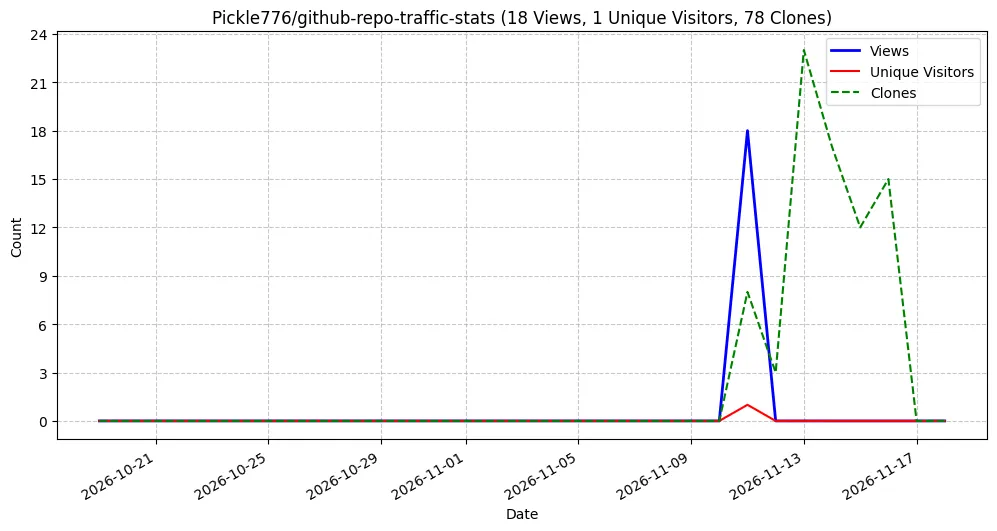 Pickle776/github-repo-traffic-stats (18 Views, 1 Unique Visitors, 78 Clones)
Views
Unique Visitors
Clones
Count
24
21
18
15
12
9
6
3
0
2026-10-21
2026-10-25
2026-10-29
2026-11-01
2026-11-05
2026-11-09
2026-11-13
2026-11-17
Date